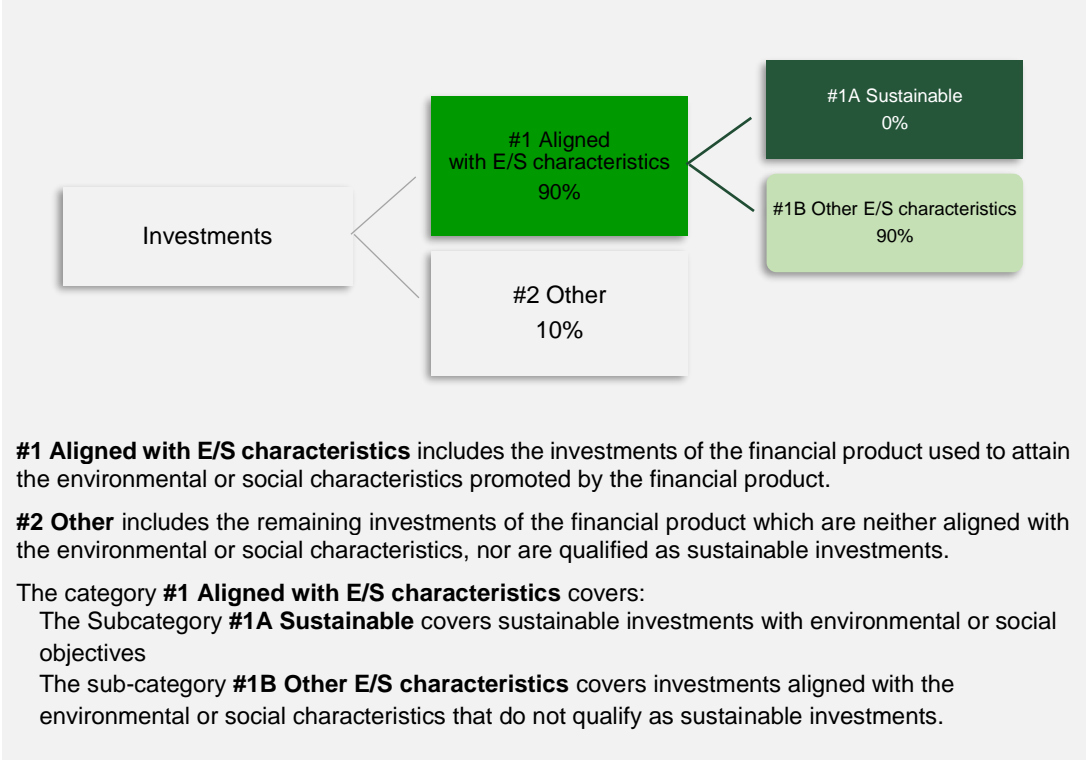 #1A Sustainable
0%
#1 Aligned
with E/S characteristics
90%
#1B Other E/S characteristics
90%
Investments
#2 Other
10%
#1 Aligned with E/S characteristics includes the investments of the financial product used to attain
the environmental or social characteristics promoted by the financial product.
#2 Other includes the remaining investments of the financial product which are neither aligned with
the environmental or social characteristics, nor are qualified as sustainable investments.
The category #1 Aligned with E/S characteristics covers:
The Subcategory #1A Sustainable covers sustainable investments with environmental or social
objectives
The sub-category #1B Other E/S characteristics covers investments aligned with the
environmental or social characteristics that do not qualify as sustainable investments.